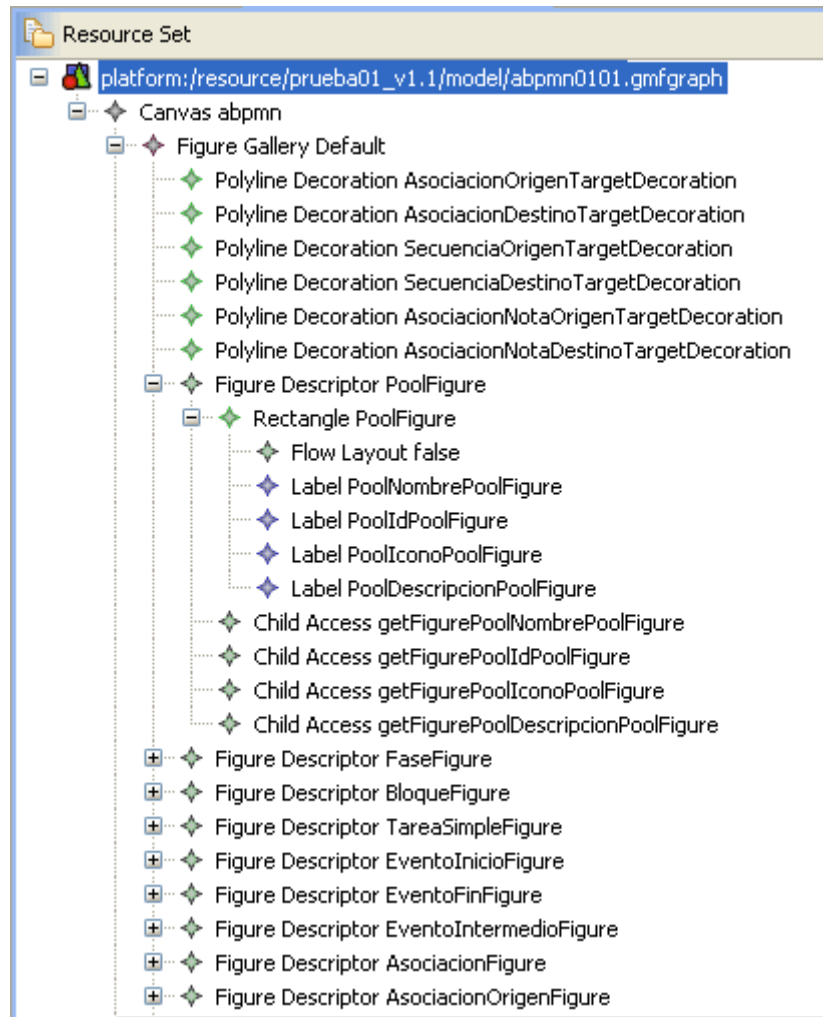 Resource Set
platform:/resource/prueba01_v1.1/model/abpmn0101.gmfgraph
Canvas abpmn
Figure Gallery Default
Polyline Decoration AsociacionOrigenTargetDecoration
Polyline Decoration AsociacionDestinoTargetDecoration
Polyline Decoration SecuenciaOrigenTargetDecoration
Polyline Decoration SecuenciaDestinoTargetDecoration
Polyline Decoration AsociacionNotaOrigenTargetDecoration
Polyline Decoration AsociacionNotaDestinoTargetDecoration
Figure Descriptor PoolFigure
Rectangle PoolFigure
Flow Layout false
Label PoolNombrePoolFigure
Label PoolIdPoolFigure
Label PoolIconoPoolFigure
Label PoolDescripcionPoolFigure
Child Access getFigurePoolNombrePoolFigure
Child Access getFigurePoolIdPoolFigure
Child Access getFigurePoolIconoPoolFigure
Child Access getFigurePoolDescripcionPoolFigure
Figure Descriptor FaseFigure
Figure Descriptor BloqueFigure
Figure Descriptor TareaSimpleFigure
Figure Descriptor EventoInicioFigure
Figure Descriptor EventoFinFigure
Figure Descriptor EventoIntermedioFigure
Figure Descriptor AsociacionFigure
Figure Descriptor AsociacionOrigenFigure